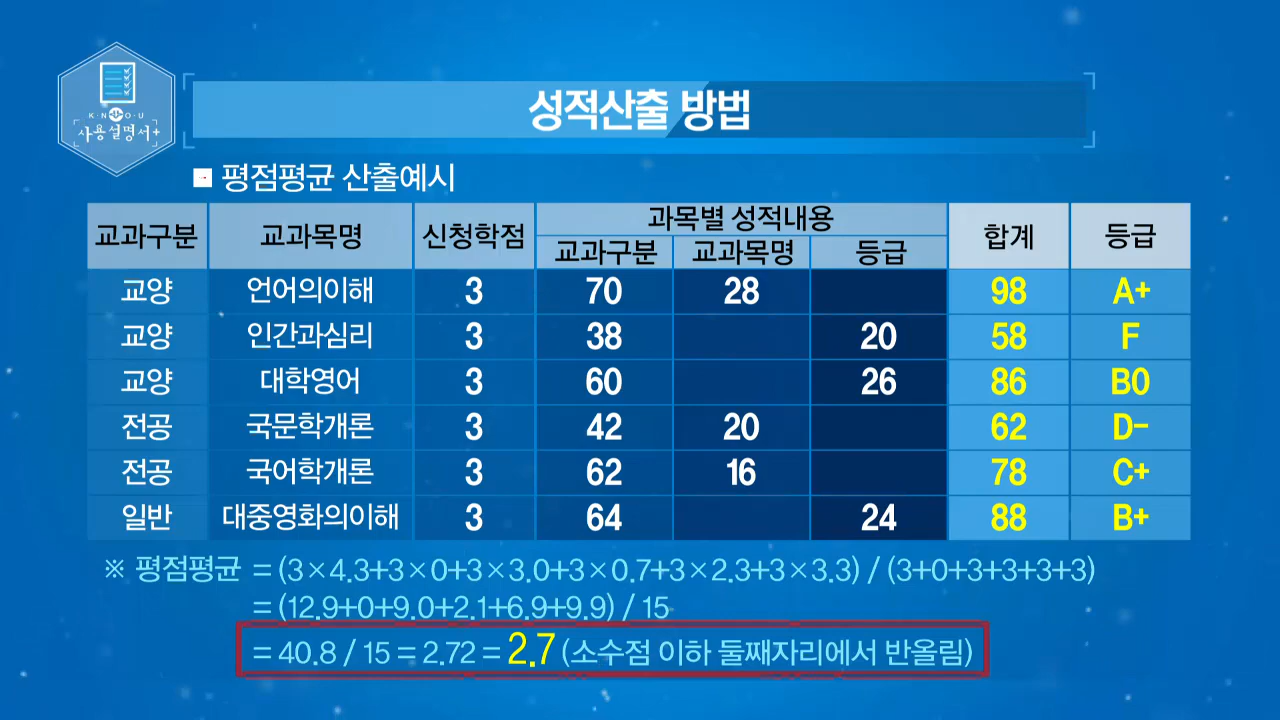 K·N·O·U
사용설명서+
성적산출 방법
평점평균 산출예시
교과구분 교과목명 신청학점 과목별 성적내용 합계 등급
교과구분 교과목명 등급
교양 언어의이해 3 70 28 98 A+
교양 인간과심리 3 38 20 58 F
교양 대학영어 3 60 26 86 B0
전공 국문학개론 3 42 20 62 D-
전공 국어학개론 3 62 16 78 C+
일반 대중영화의이해 3 64 24 88 B+
※ 평점평균 = (3×4.3+3×0+3×3.0+3×0.7+3×2.3+3×3.3) / (3+0+3+3+3+3)
= (12.9+0+9.0+2.1+6.9+9.9) / 15
= 40.8 / 15 = 2.72 = 2.7 (소수점 이하 둘째자리에서 반올림)